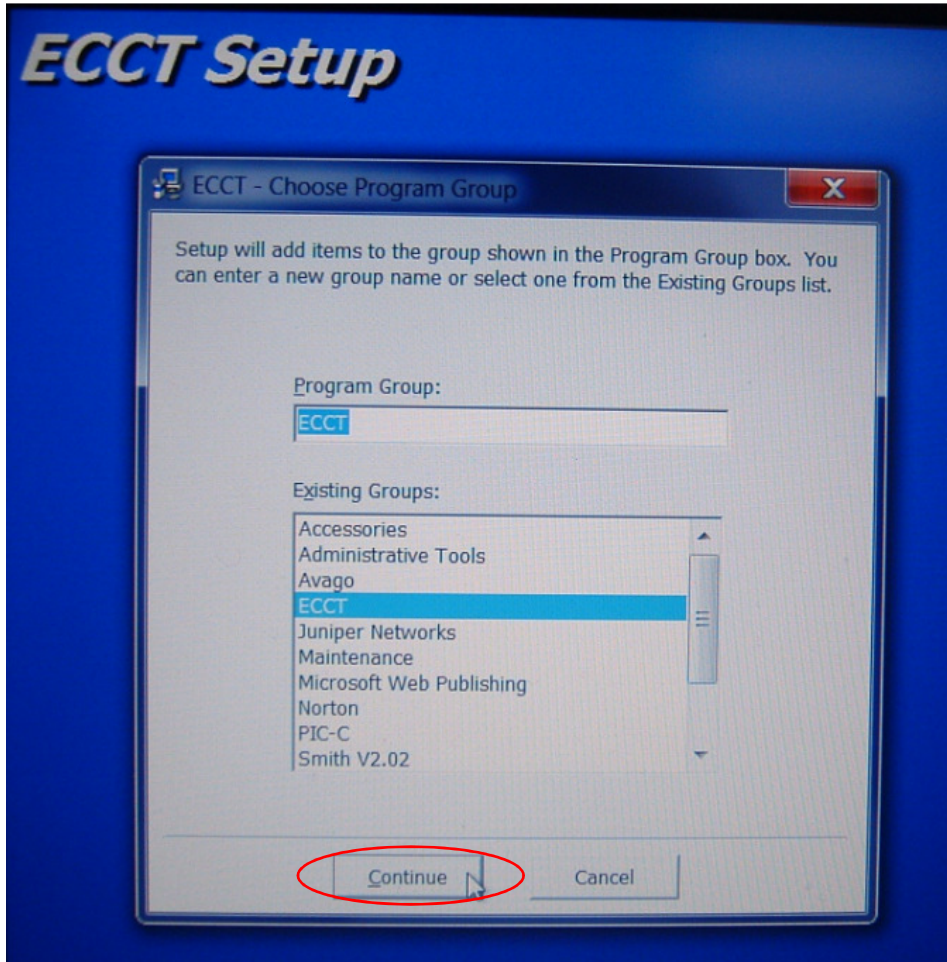 ECCT Setup
ECCT - Choose Program Group
Setup will add items to the group shown in the Program Group box. You
can enter a new group name or select one from the Existing Groups list.
Program Group:
ECCT
Existing Groups:
Accessories
Administrative Tools
Avago
ECCT
Juniper Networks
Maintenance
Microsoft Web Publishing
Norton
PIC-C
Smith V2.02
Continue
Cancel